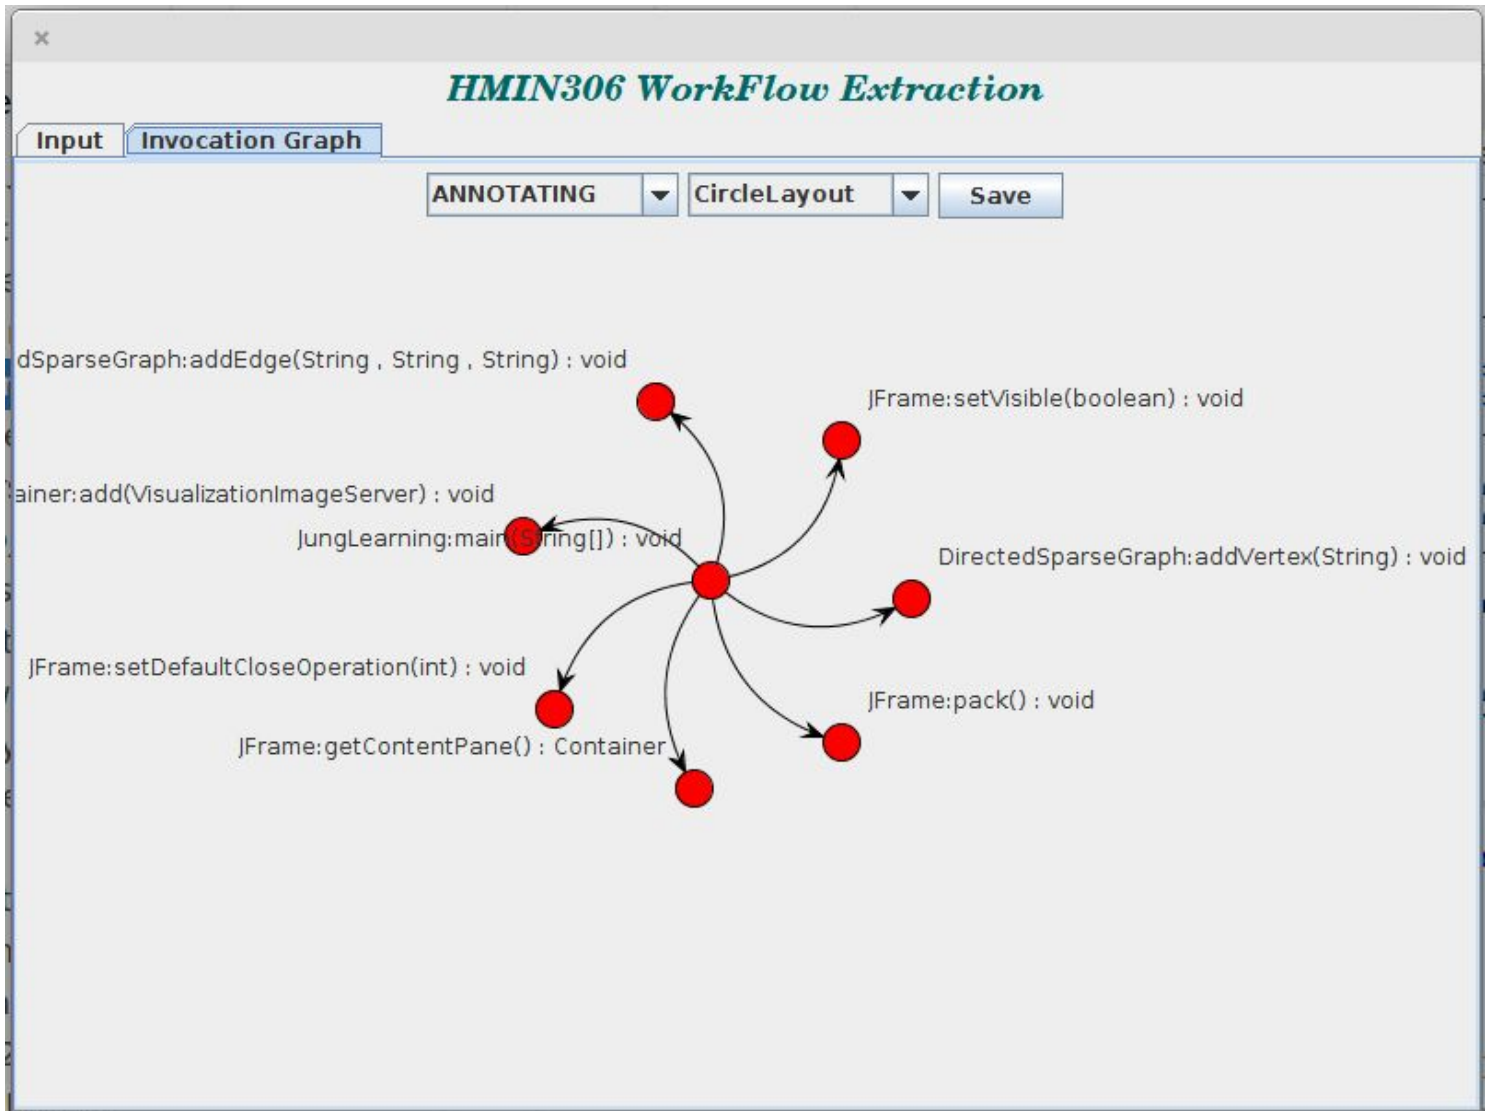 HMIN306 WorkFlow Extraction
Input Invocation Graph
ANNOTATING CircleLayout Save
dSparseGraph:addEdge(String , String , String) : void
JFrame:setVisible(boolean) : void
ainer:add(VisualizationImageServer) : void
JungLearning:main(String[]) : void
DirectedSparseGraph:addVertex(String) : void
JFrame:setDefaultCloseOperation(int) : void
JFrame:pack() : void
JFrame:getContentPane() : Container